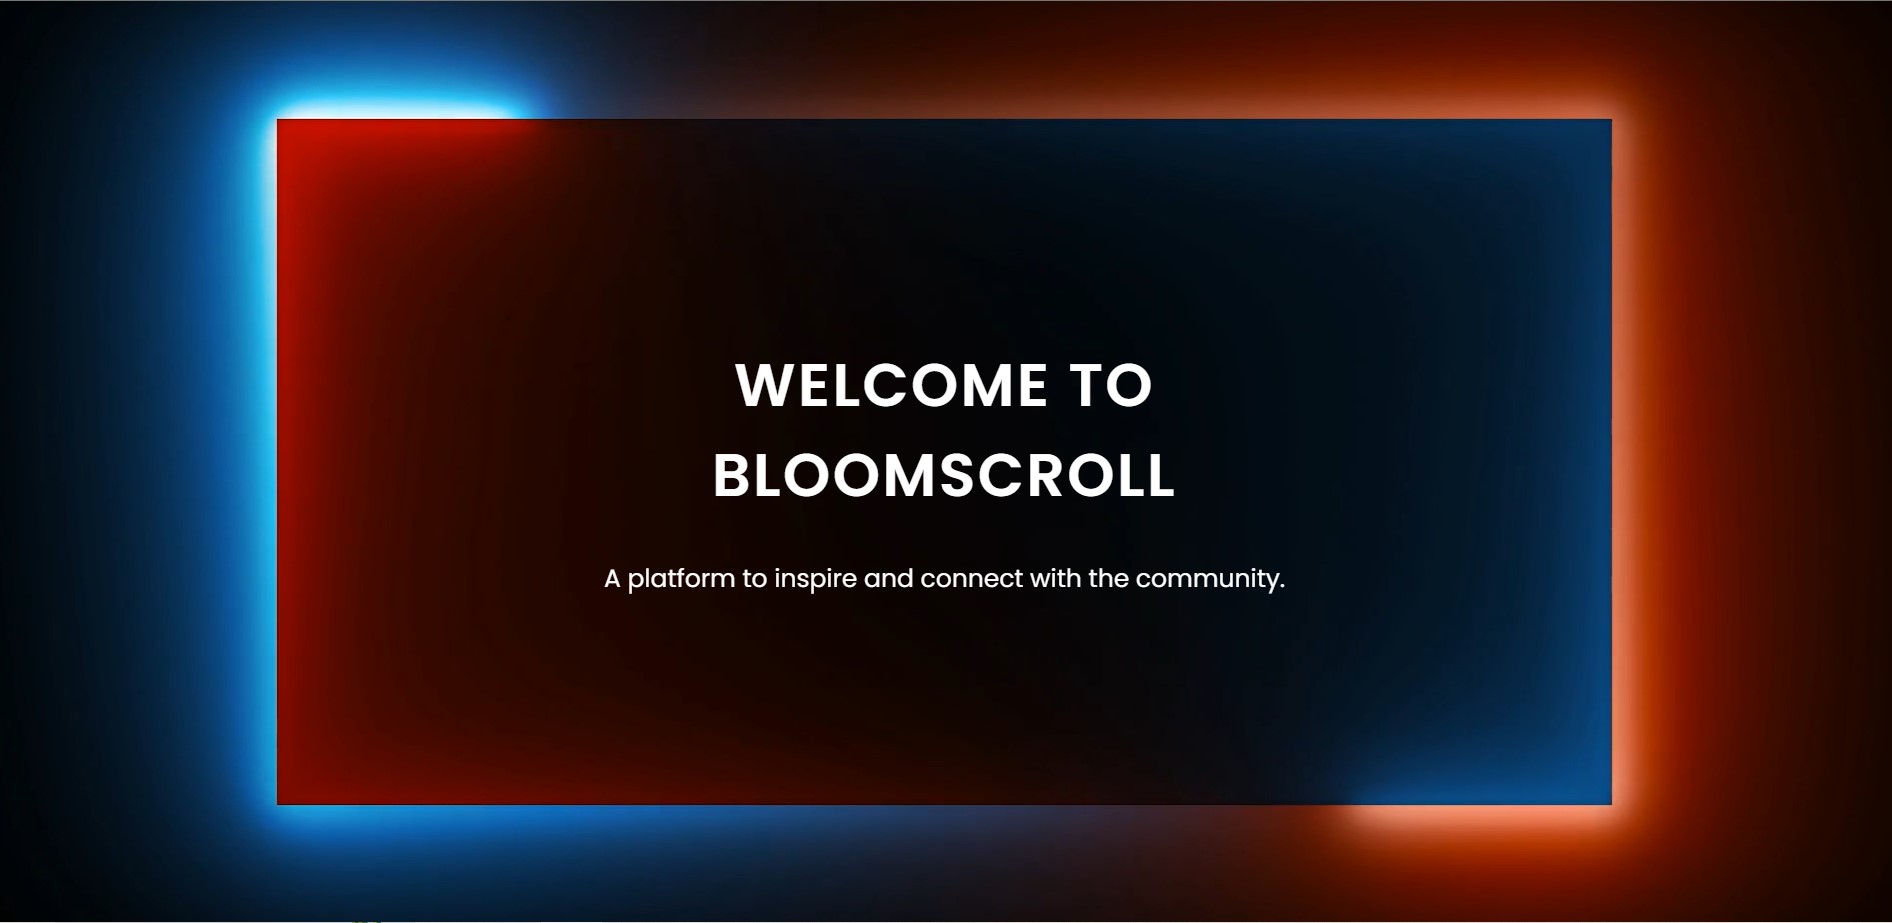 WELCOME TO
BLOOMSCROLL
A platform to inspire and connect with the community.